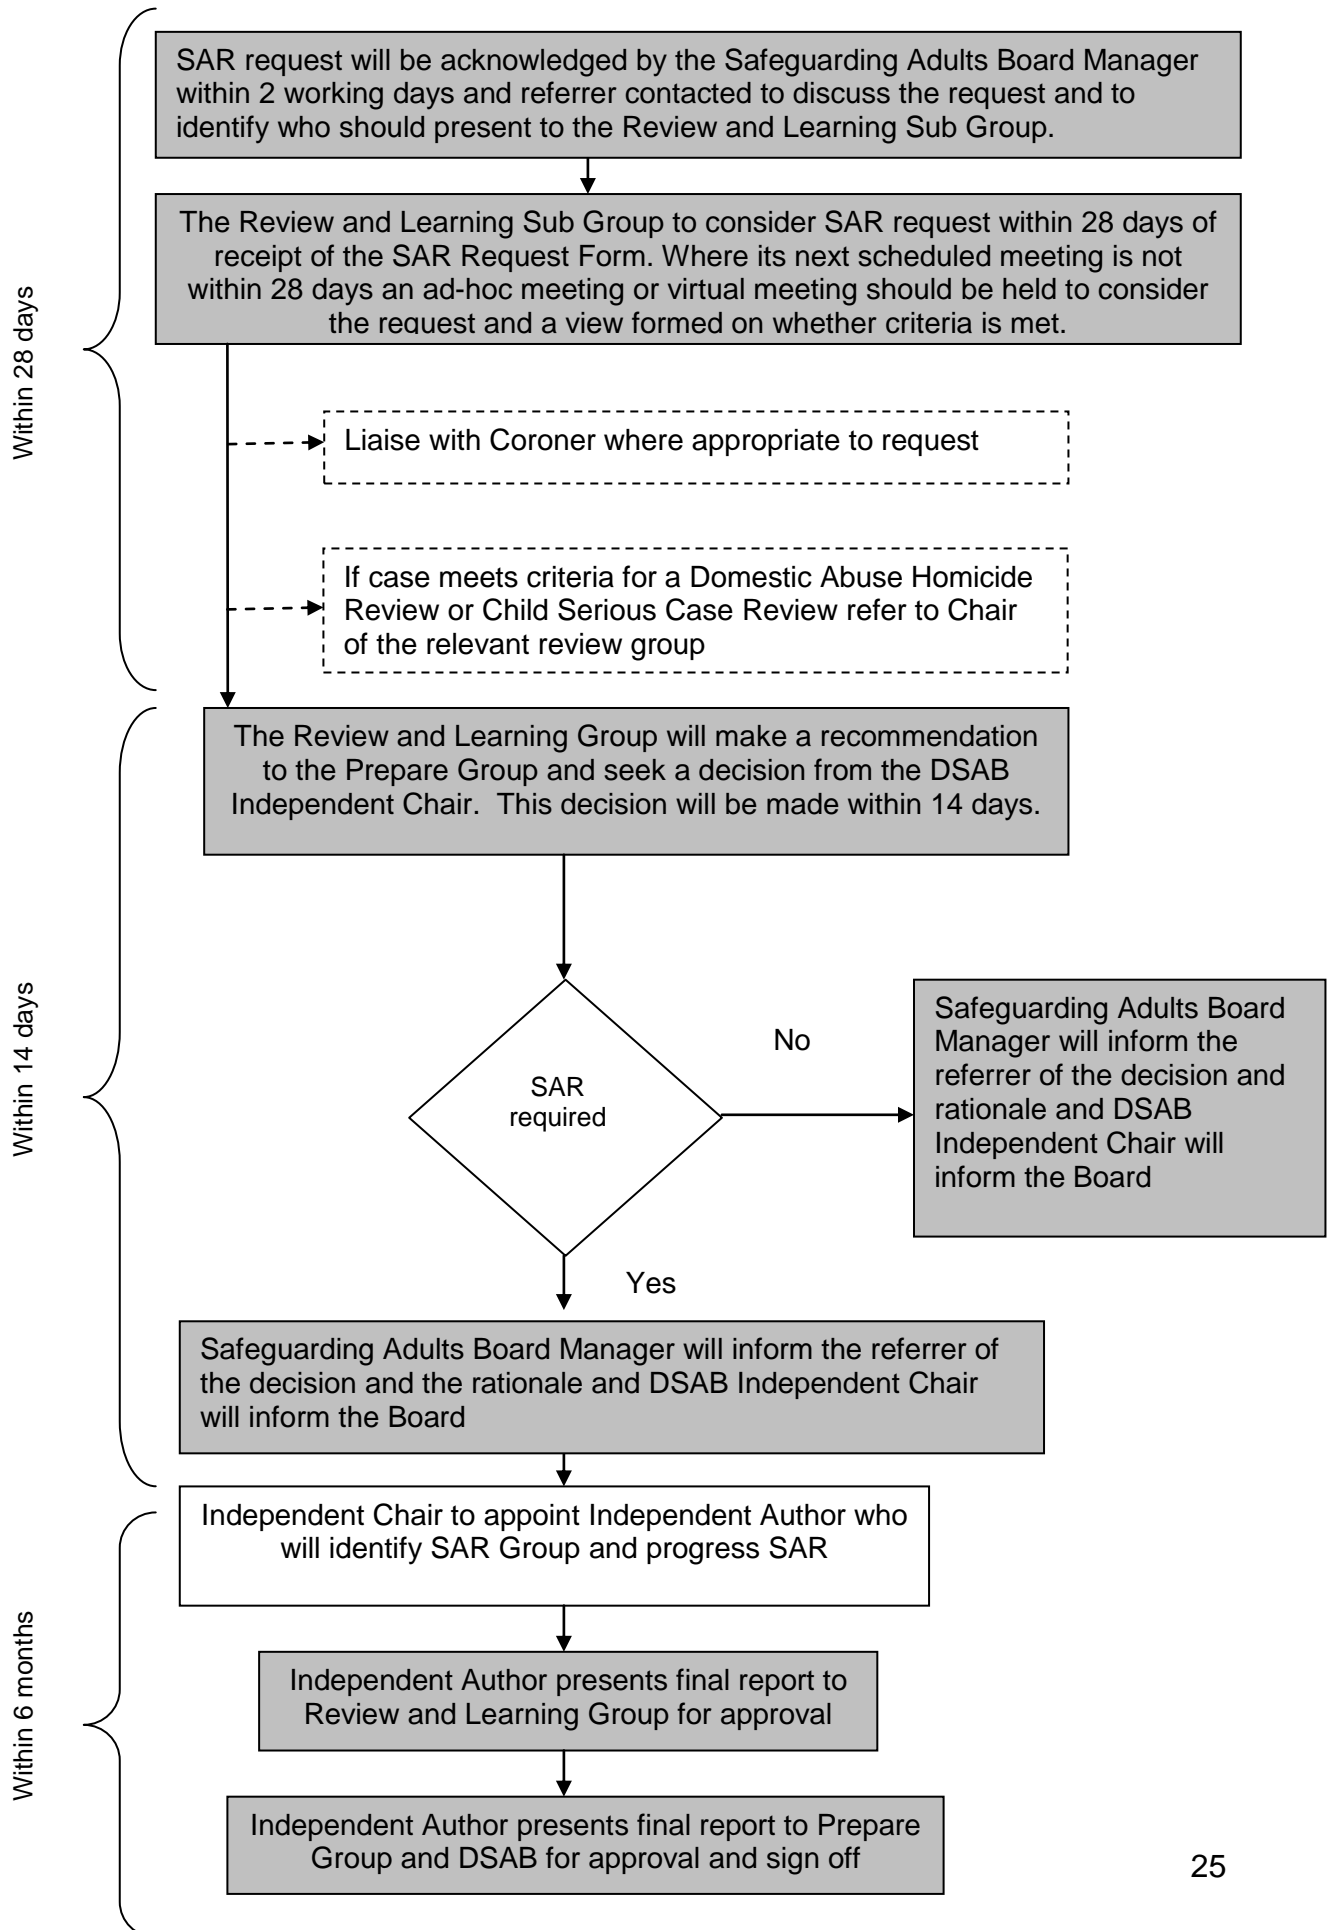 SAR request will be acknowledged by the Safeguarding Adults Board Manager
within 2 working days and referrer contacted to discuss the request and to
identify who should present to the Review and Learning Sub Group.
The Review and Learning Sub Group to consider SAR request within 28 days of
receipt of the SAR Request Form. Where its next scheduled meeting is not
within 28 days an ad-hoc meeting or virtual meeting should be held to consider
the request and a view formed on whether criteria is met.
Within 28 days
Liaise with Coroner where appropriate to request
If case meets criteria for a Domestic Abuse Homicide
Review or Child Serious Case Review refer to Chair
of the relevant review group
The Review and Learning Group will make a recommendation
to the Prepare Group and seek a decision from the DSAB
Independent Chair.  This decision will be made within 14 days.
Within 14 days
SAR
required
No
Safeguarding Adults Board
Manager will inform the
referrer of the decision and
rationale and DSAB
Independent Chair will
inform the Board
Yes
Safeguarding Adults Board Manager will inform the referrer of
the decision and the rationale and DSAB Independent Chair
will inform the Board
Independent Chair to appoint Independent Author who
will identify SAR Group and progress SAR
Within 6 months
Independent Author presents final report to
Review and Learning Group for approval
Independent Author presents final report to Prepare
Group and DSAB for approval and sign off
25